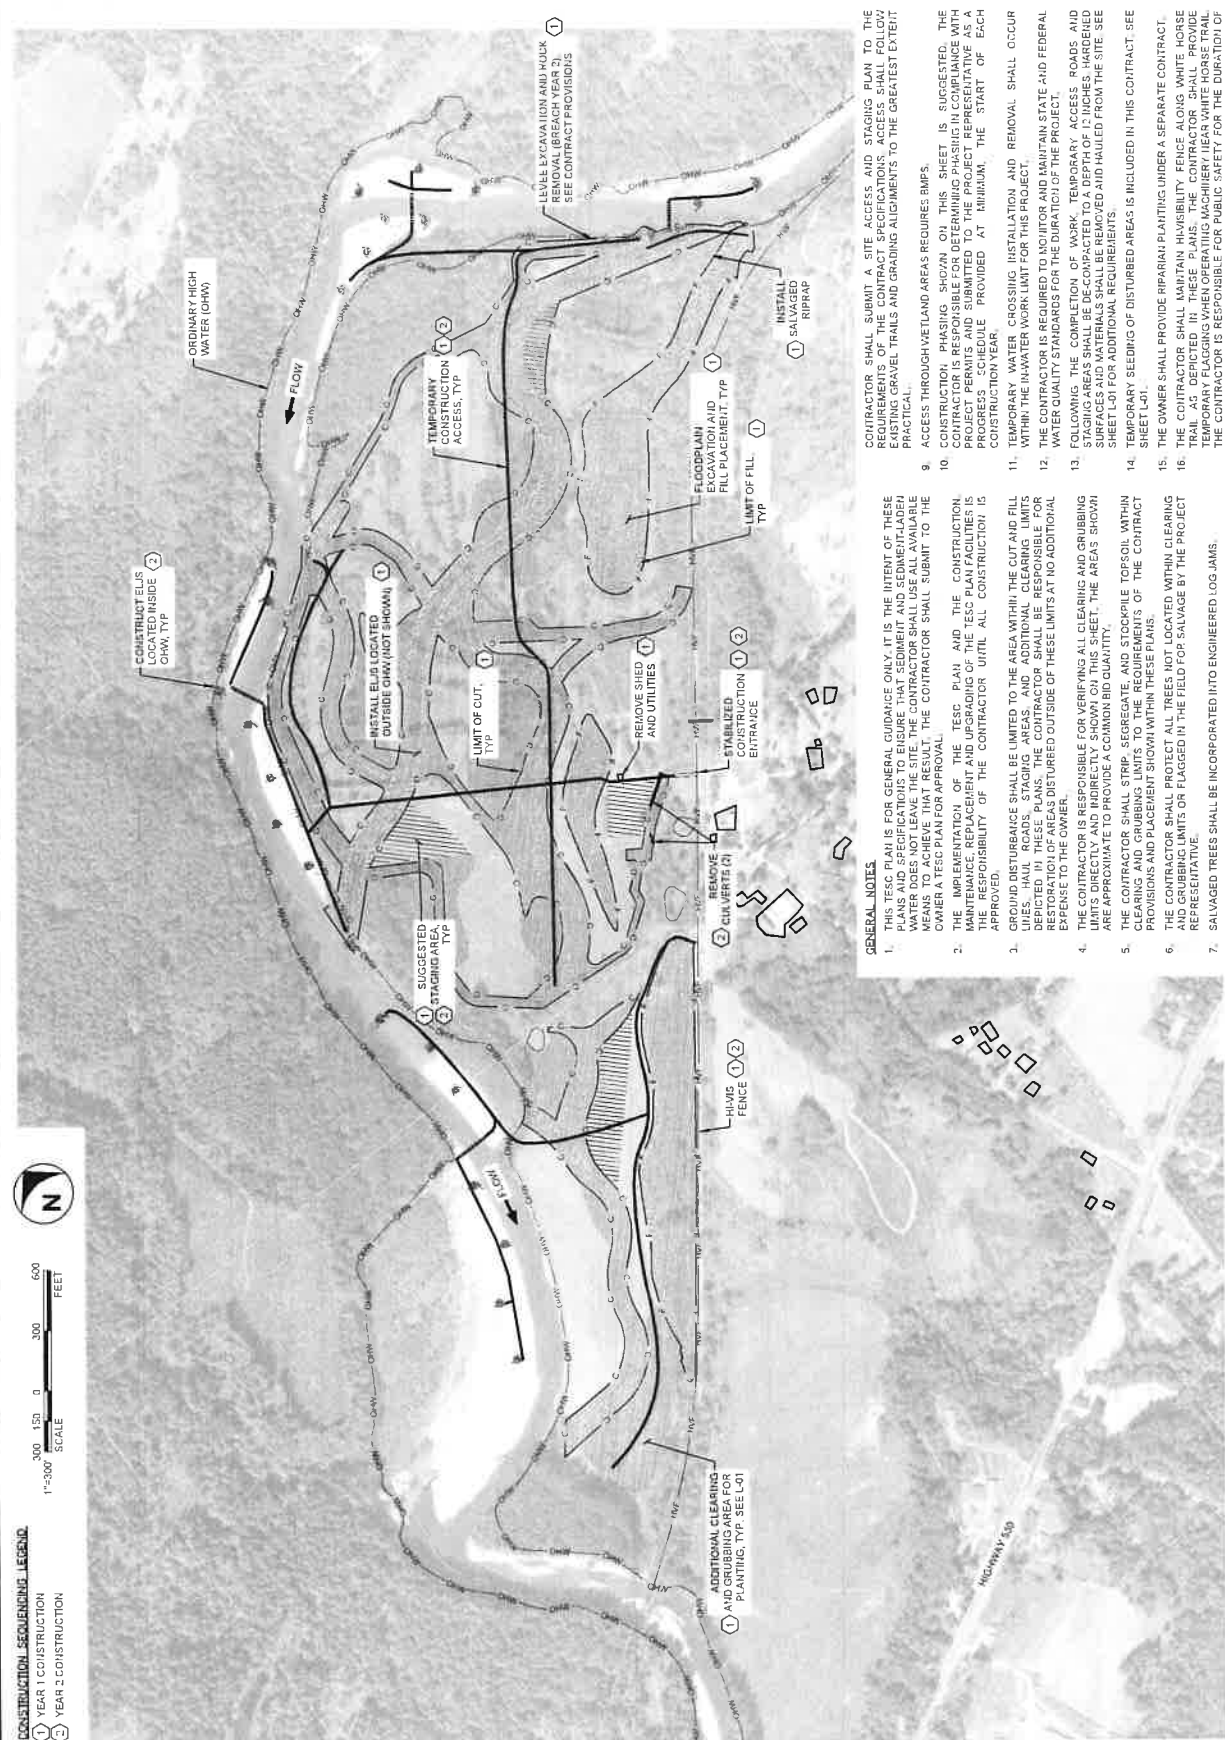 CONSTRUCTION SEQUENCING LEGEND
1 YEAR 1 CONSTRUCTION
2 YEAR 2 CONSTRUCTION
300 150 0 300 600
1"=300' SCALE FEET
N
CONSTRUCT ELJS
LOCATED INSIDE 2
OHW, TYP
ORDINARY HIGH
WATER (OHW)
FLOW
LEVEE EXCAVATION AND ROCK 1
REMOVAL (BREACH YEAR 2).
SEE CONTRACT PROVISIONS
TEMPORARY
CONSTRUCTION 1 2
ACCESS, TYP
INSTALL ELJS LOCATED
OUTSIDE OHW (NOT SHOWN) 1
LIMIT OF CUT, 1
TYP
SUGGESTED
1 STAGING AREA,
2 TYP
REMOVE SHED 1
AND UTILITIES
STABILIZED
CONSTRUCTION 1 2
ENTRANCE
REMOVE
2 CULVERTS (2)
FLOODPLAIN
EXCAVATION AND
FILL PLACEMENT, TYP 1
LIMIT OF FILL, 1
TYP
INSTALL
1 SALVAGED
RIPRAP
FLOW
HI-VIS 1 2
FENCE
ADDITIONAL CLEARING
1 AND GRUBBING AREA FOR
PLANTING, TYP. SEE L-01
HIGHWAY 530
GENERAL NOTES
1. THIS TESC PLAN IS FOR GENERAL GUIDANCE ONLY. IT IS THE INTENT OF THESE
PLANS AND SPECIFICATIONS TO ENSURE THAT SEDIMENT AND SEDIMENT-LADEN
WATER DOES NOT LEAVE THE SITE. THE CONTRACTOR SHALL USE ALL AVAILABLE
MEANS TO ACHIEVE THAT RESULT. THE CONTRACTOR SHALL SUBMIT TO THE
OWNER A TESC PLAN FOR APPROVAL.
2. THE IMPLEMENTATION OF THE TESC PLAN AND THE CONSTRUCTION,
MAINTENANCE, REPLACEMENT AND UPGRADING OF THE TESC PLAN FACILITIES IS
THE RESPONSIBILITY OF THE CONTRACTOR UNTIL ALL CONSTRUCTION IS
APPROVED.
3. GROUND DISTURBANCE SHALL BE LIMITED TO THE AREA WITHIN THE CUT AND FILL
LINES, HAUL ROADS, STAGING AREAS, AND ADDITIONAL CLEARING LIMITS
DEPICTED IN THESE PLANS. THE CONTRACTOR SHALL BE RESPONSIBLE FOR
RESTORATION OF AREAS DISTURBED OUTSIDE OF THESE LIMITS AT NO ADDITIONAL
EXPENSE TO THE OWNER.
4. THE CONTRACTOR IS RESPONSIBLE FOR VERIFYING ALL CLEARING AND GRUBBING
LIMITS DIRECTLY AND INDIRECTLY SHOWN ON THIS SHEET. THE AREAS SHOWN
ARE APPROXIMATE TO PROVIDE A COMMON BID QUANTITY.
5. THE CONTRACTOR SHALL STRIP, SEGREGATE, AND STOCKPILE TOPSOIL WITHIN
CLEARING AND GRUBBING LIMITS TO THE REQUIREMENTS OF THE CONTRACT
PROVISIONS AND PLACEMENT SHOWN WITHIN THESE PLANS.
6. THE CONTRACTOR SHALL PROTECT ALL TREES NOT LOCATED WITHIN CLEARING
AND GRUBBING LIMITS OR FLAGGED IN THE FIELD FOR SALVAGE BY THE PROJECT
REPRESENTATIVE.
7. SALVAGED TREES SHALL BE INCORPORATED INTO ENGINEERED LOG JAMS.
CONTRACTOR SHALL SUBMIT A SITE ACCESS AND STAGING PLAN TO THE
REQUIREMENTS OF THE CONTRACT SPECIFICATIONS. ACCESS SHALL FOLLOW
EXISTING GRAVEL TRAILS AND GRADING ALIGNMENTS TO THE GREATEST EXTENT
PRACTICAL.
9. ACCESS THROUGH WETLAND AREAS REQUIRES BMPS.
10. CONSTRUCTION PHASING SHOWN ON THIS SHEET IS SUGGESTED. THE
CONTRACTOR IS RESPONSIBLE FOR DETERMINING PHASING IN COMPLIANCE WITH
PROJECT PERMITS AND SUBMITTED TO THE PROJECT REPRESENTATIVE AS A
PROGRESS SCHEDULE PROVIDED AT MINIMUM, THE START OF EACH
CONSTRUCTION YEAR.
11. TEMPORARY WATER CROSSING INSTALLATION AND REMOVAL SHALL OCCUR
WITHIN THE IN-WATER WORK LIMIT FOR THIS PROJECT.
12. THE CONTRACTOR IS REQUIRED TO MONITOR AND MAINTAIN STATE AND FEDERAL
WATER QUALITY STANDARDS FOR THE DURATION OF THE PROJECT.
13. FOLLOWING THE COMPLETION OF WORK, TEMPORARY ACCESS ROADS AND
STAGING AREAS SHALL BE DE-COMPACTED TO A DEPTH OF 12 INCHES. HARDENED
SURFACES AND MATERIALS SHALL BE REMOVED AND HAULED FROM THE SITE. SEE
SHEET L-01 FOR ADDITIONAL REQUIREMENTS.
14. TEMPORARY SEEDING OF DISTURBED AREAS IS INCLUDED IN THIS CONTRACT, SEE
SHEET L-01.
15. THE OWNER SHALL PROVIDE RIPARIAN PLANTING UNDER A SEPARATE CONTRACT.
16. THE CONTRACTOR SHALL MAINTAIN HI-VISIBILITY FENCE ALONG WHITE HORSE
TRAIL AS DEPICTED IN THESE PLANS. THE CONTRACTOR SHALL PROVIDE
TEMPORARY FLAGGING WHEN OPERATING MACHINERY NEAR WHITE HORSE TRAIL.
THE CONTRACTOR IS RESPONSIBLE FOR PUBLIC SAFETY FOR THE DURATION OF